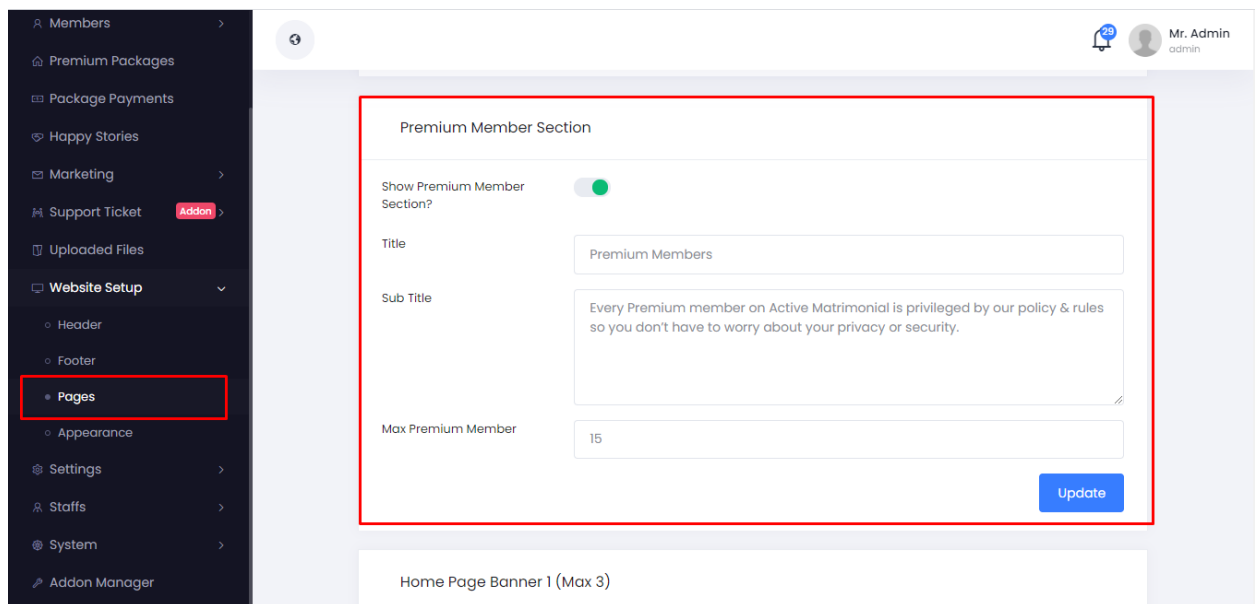 Members
Premium Packages
Package Payments
Happy Stories
Marketing
Support Ticket Addon
Uploaded Files
Website Setup
Header
Footer
Pages
Appearance
Settings
Staffs
System
Addon Manager
29
Mr. Admin
admin
Premium Member Section
Show Premium Member
Section?
Title
Premium Members
Sub Title
Every Premium member on Active Matrimonial is privileged by our policy & rules
so you don't have to worry about your privacy or security.
Max Premium Member
15
Update
Home Page Banner 1 (Max 3)